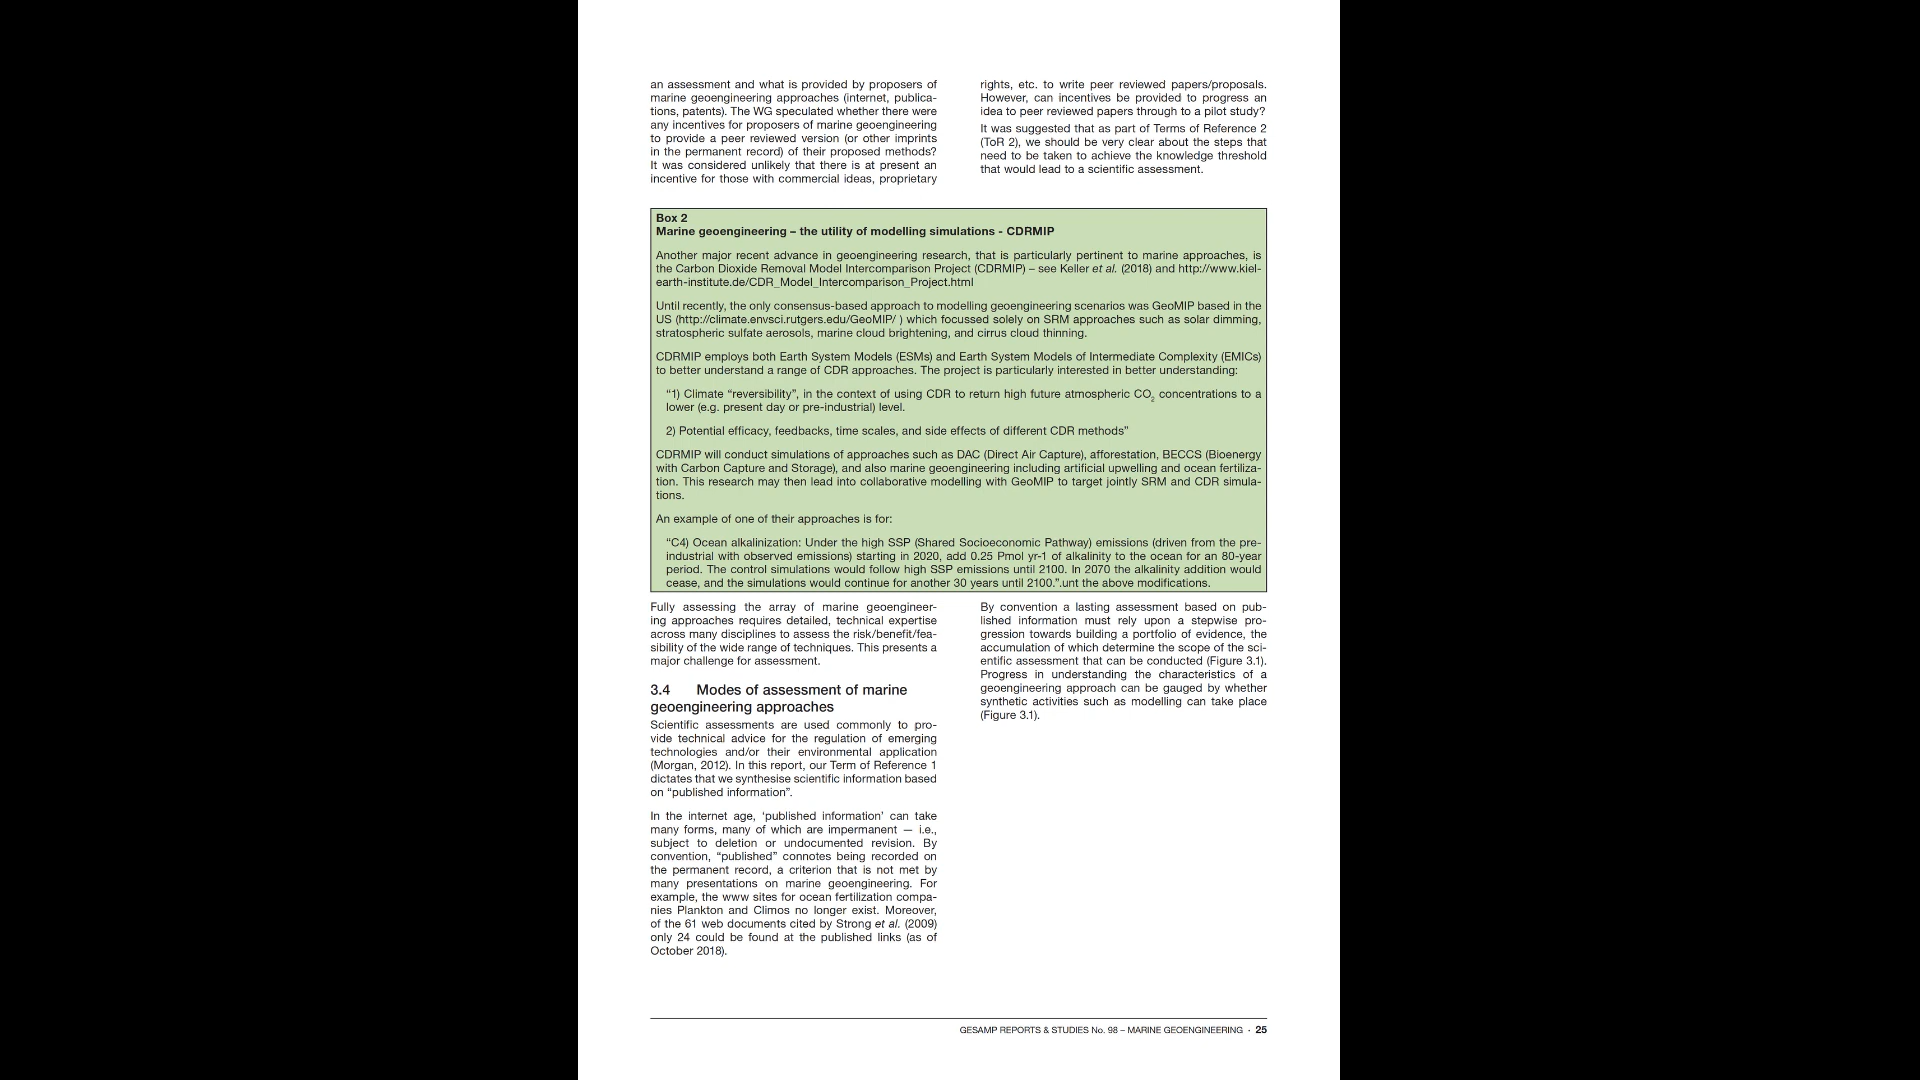 an assessment and what is provided by proposers of
marine geoengineering approaches (internet, publica-
tions, patents). The WG speculated whether there were
any incentives for proposers of marine geoengineering
to provide a peer reviewed version (or other imprints
in the permanent record) of their proposed methods?
It was considered unlikely that there is at present an
incentive for those with commercial ideas, proprietary
rights, etc. to write peer reviewed papers/proposals.
However, can incentives be provided to progress an
idea to peer reviewed papers through to a pilot study?
It was suggested that as part of Terms of Reference 2
(ToR 2), we should be very clear about the steps that
need to be taken to achieve the knowledge threshold
that would lead to a scientific assessment.
Box 2
Marine geoengineering – the utility of modelling simulations - CDRMIP
Another major recent advance in geoengineering research, that is particularly pertinent to marine approaches, is
the Carbon Dioxide Removal Model Intercomparison Project (CDRMIP) – see Keller et al. (2018) and http://www.kiel-
earth-institute.de/CDR_Model_Intercomparison_Project.html
Until recently, the only consensus-based approach to modelling geoengineering scenarios was GeoMIP based in the
US (http://climate.envsci.rutgers.edu/GeoMIP/ ) which focussed solely on SRM approaches such as solar dimming,
stratospheric sulfate aerosols, marine cloud brightening, and cirrus cloud thinning.
CDRMIP employs both Earth System Models (ESMs) and Earth System Models of Intermediate Complexity (EMICs)
to better understand a range of CDR approaches. The project is particularly interested in better understanding:
“1) Climate “reversibility”, in the context of using CDR to return high future atmospheric CO2 concentrations to a
lower (e.g. present day or pre-industrial) level.
2) Potential efficacy, feedbacks, time scales, and side effects of different CDR methods”
CDRMIP will conduct simulations of approaches such as DAC (Direct Air Capture), afforestation, BECCS (Bioenergy
with Carbon Capture and Storage), and also marine geoengineering including artificial upwelling and ocean fertiliza-
tion. This research may then lead into collaborative modelling with GeoMIP to target jointly SRM and CDR simula-
tions.
An example of one of their approaches is for:
“C4) Ocean alkalinization: Under the high SSP (Shared Socioeconomic Pathway) emissions (driven from the pre-
industrial with observed emissions) starting in 2020, add 0.25 Pmol yr-1 of alkalinity to the ocean for an 80-year
period. The control simulations would follow high SSP emissions until 2100. In 2070 the alkalinity addition would
cease, and the simulations would continue for another 30 years until 2100.”.unt the above modifications.
Fully assessing the array of marine geoengineer-
ing approaches requires detailed, technical expertise
across many disciplines to assess the risk/benefit/fea-
sibility of the wide range of techniques. This presents a
major challenge for assessment.
3.4 Modes of assessment of marine
geoengineering approaches
Scientific assessments are used commonly to pro-
vide technical advice for the regulation of emerging
technologies and/or their environmental application
(Morgan, 2012). In this report, our Term of Reference 1
dictates that we synthesise scientific information based
on “published information”.
In the internet age, ‘published information’ can take
many forms, many of which are impermanent — i.e.,
subject to deletion or undocumented revision. By
convention, “published” connotes being recorded on
the permanent record, a criterion that is not met by
many presentations on marine geoengineering. For
example, the www sites for ocean fertilization compa-
nies Plankton and Climos no longer exist. Moreover,
of the 61 web documents cited by Strong et al. (2009)
only 24 could be found at the published links (as of
October 2018).
By convention a lasting assessment based on pub-
lished information must rely upon a stepwise pro-
gression towards building a portfolio of evidence, the
accumulation of which determine the scope of the sci-
entific assessment that can be conducted (Figure 3.1).
Progress in understanding the characteristics of a
geoengineering approach can be gauged by whether
synthetic activities such as modelling can take place
(Figure 3.1).
GESAMP REPORTS & STUDIES No. 98 – MARINE GEOENGINEERING · 25